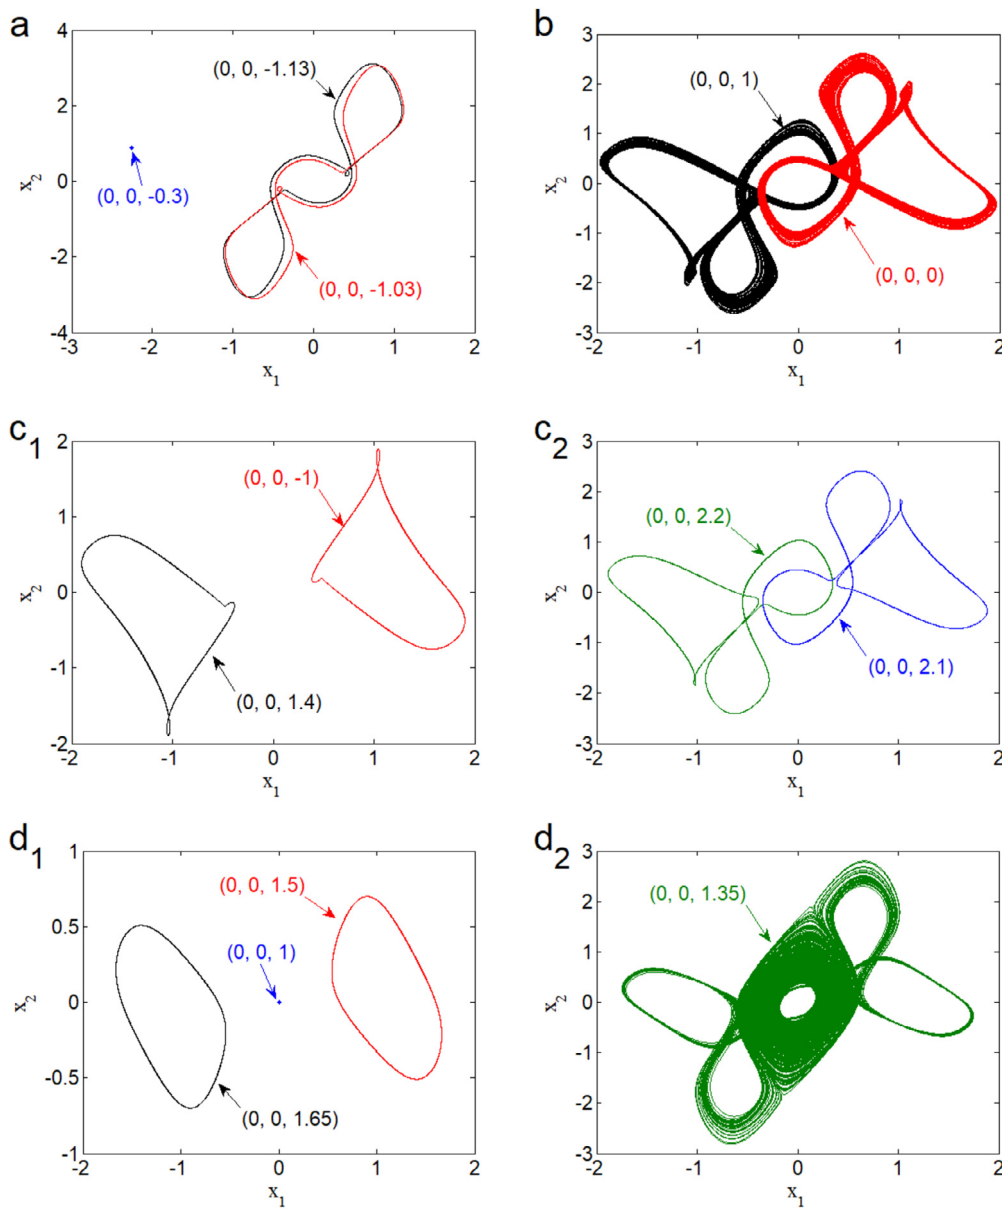 a
4
2
0
-2
-4
-3
-2
-1
0
1
2
x2
x1
(0, 0, -1.13)
(0, 0, -0.3)
(0, 0, -1.03)
b
3
2
1
0
-1
-2
-3
-2
-1
0
1
2
x2
x1
(0, 0, 1)
(0, 0, 0)
c1
2
1
0
-1
-2
-2
-1
0
1
2
x2
x1
(0, 0, -1)
(0, 0, 1.4)
c2
3
2
1
0
-1
-2
-3
-2
-1
0
1
2
x2
x1
(0, 0, 2.2)
(0, 0, 2.1)
d1
1
0.5
0
-0.5
-1
-2
-1
0
1
2
x2
x1
(0, 0, 1.5)
(0, 0, 1)
(0, 0, 1.65)
d2
3
2
1
0
-1
-2
-3
-2
-1
0
1
2
x2
x1
(0, 0, 1.35)